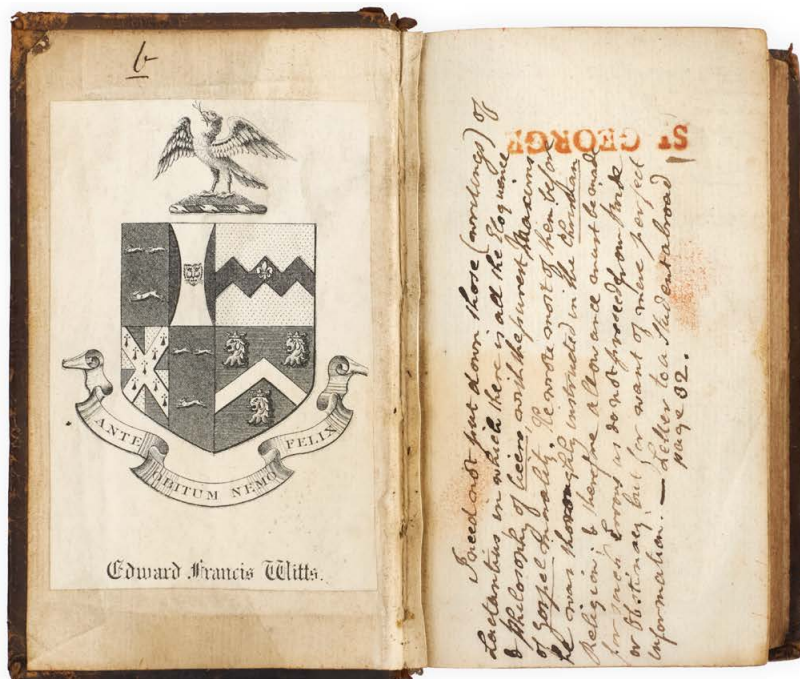 b
ANTE OBITUM NEMO FELIX
Edward Francis Witts.
ST GEORGE
I need not put down those (writings) of
Lactantius in which there is all the Eloquence
& Philosophy of Cicero, with the purest Maxims
of Gospel Morality. He wrote most of them before
he was thoroughly instructed in the Christian
Religion; & therefore allowance must be made
for such Errors as do not proceed from Pride
or Obstinacy, but for want of more perfect
information. — Letter to a Student abroad
page 32.